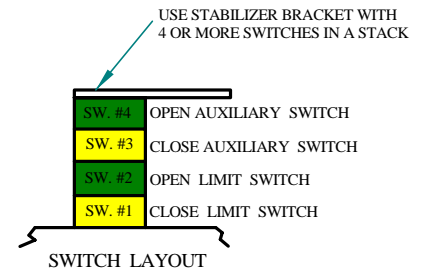 USE STABILIZER BRACKET WITH
4 OR MORE SWITCHES IN A STACK
SW. #4 OPEN AUXILIARY SWITCH
SW. #3 CLOSE AUXILIARY SWITCH
SW. #2 OPEN LIMIT SWITCH
SW. #1 CLOSE LIMIT SWITCH
SWITCH LAYOUT